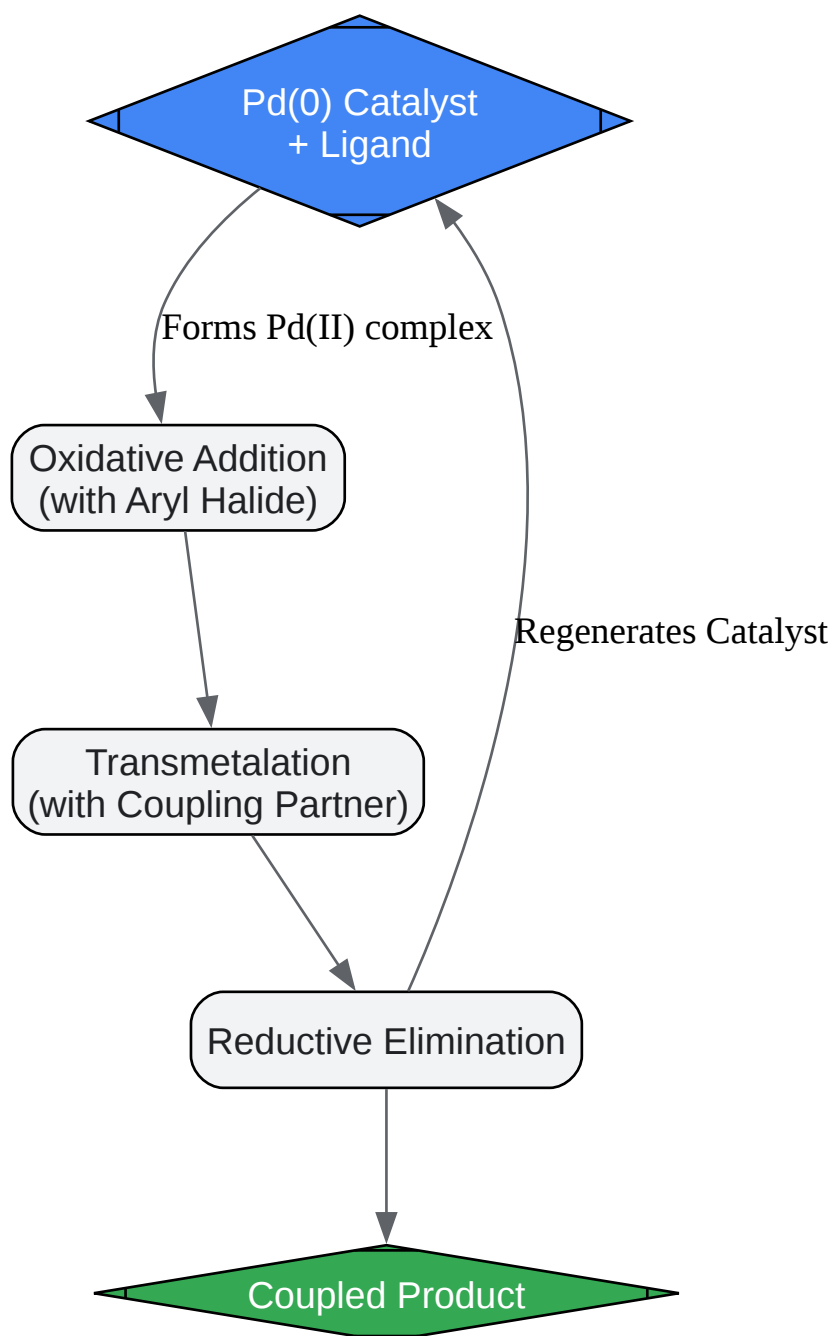 Pd(0) Catalyst
+ Ligand
Forms Pd(II) complex
Oxidative Addition
(with Aryl Halide)
Regenerates Catalyst
Transmetalation
(with Coupling Partner)
Reductive Elimination
Coupled Product